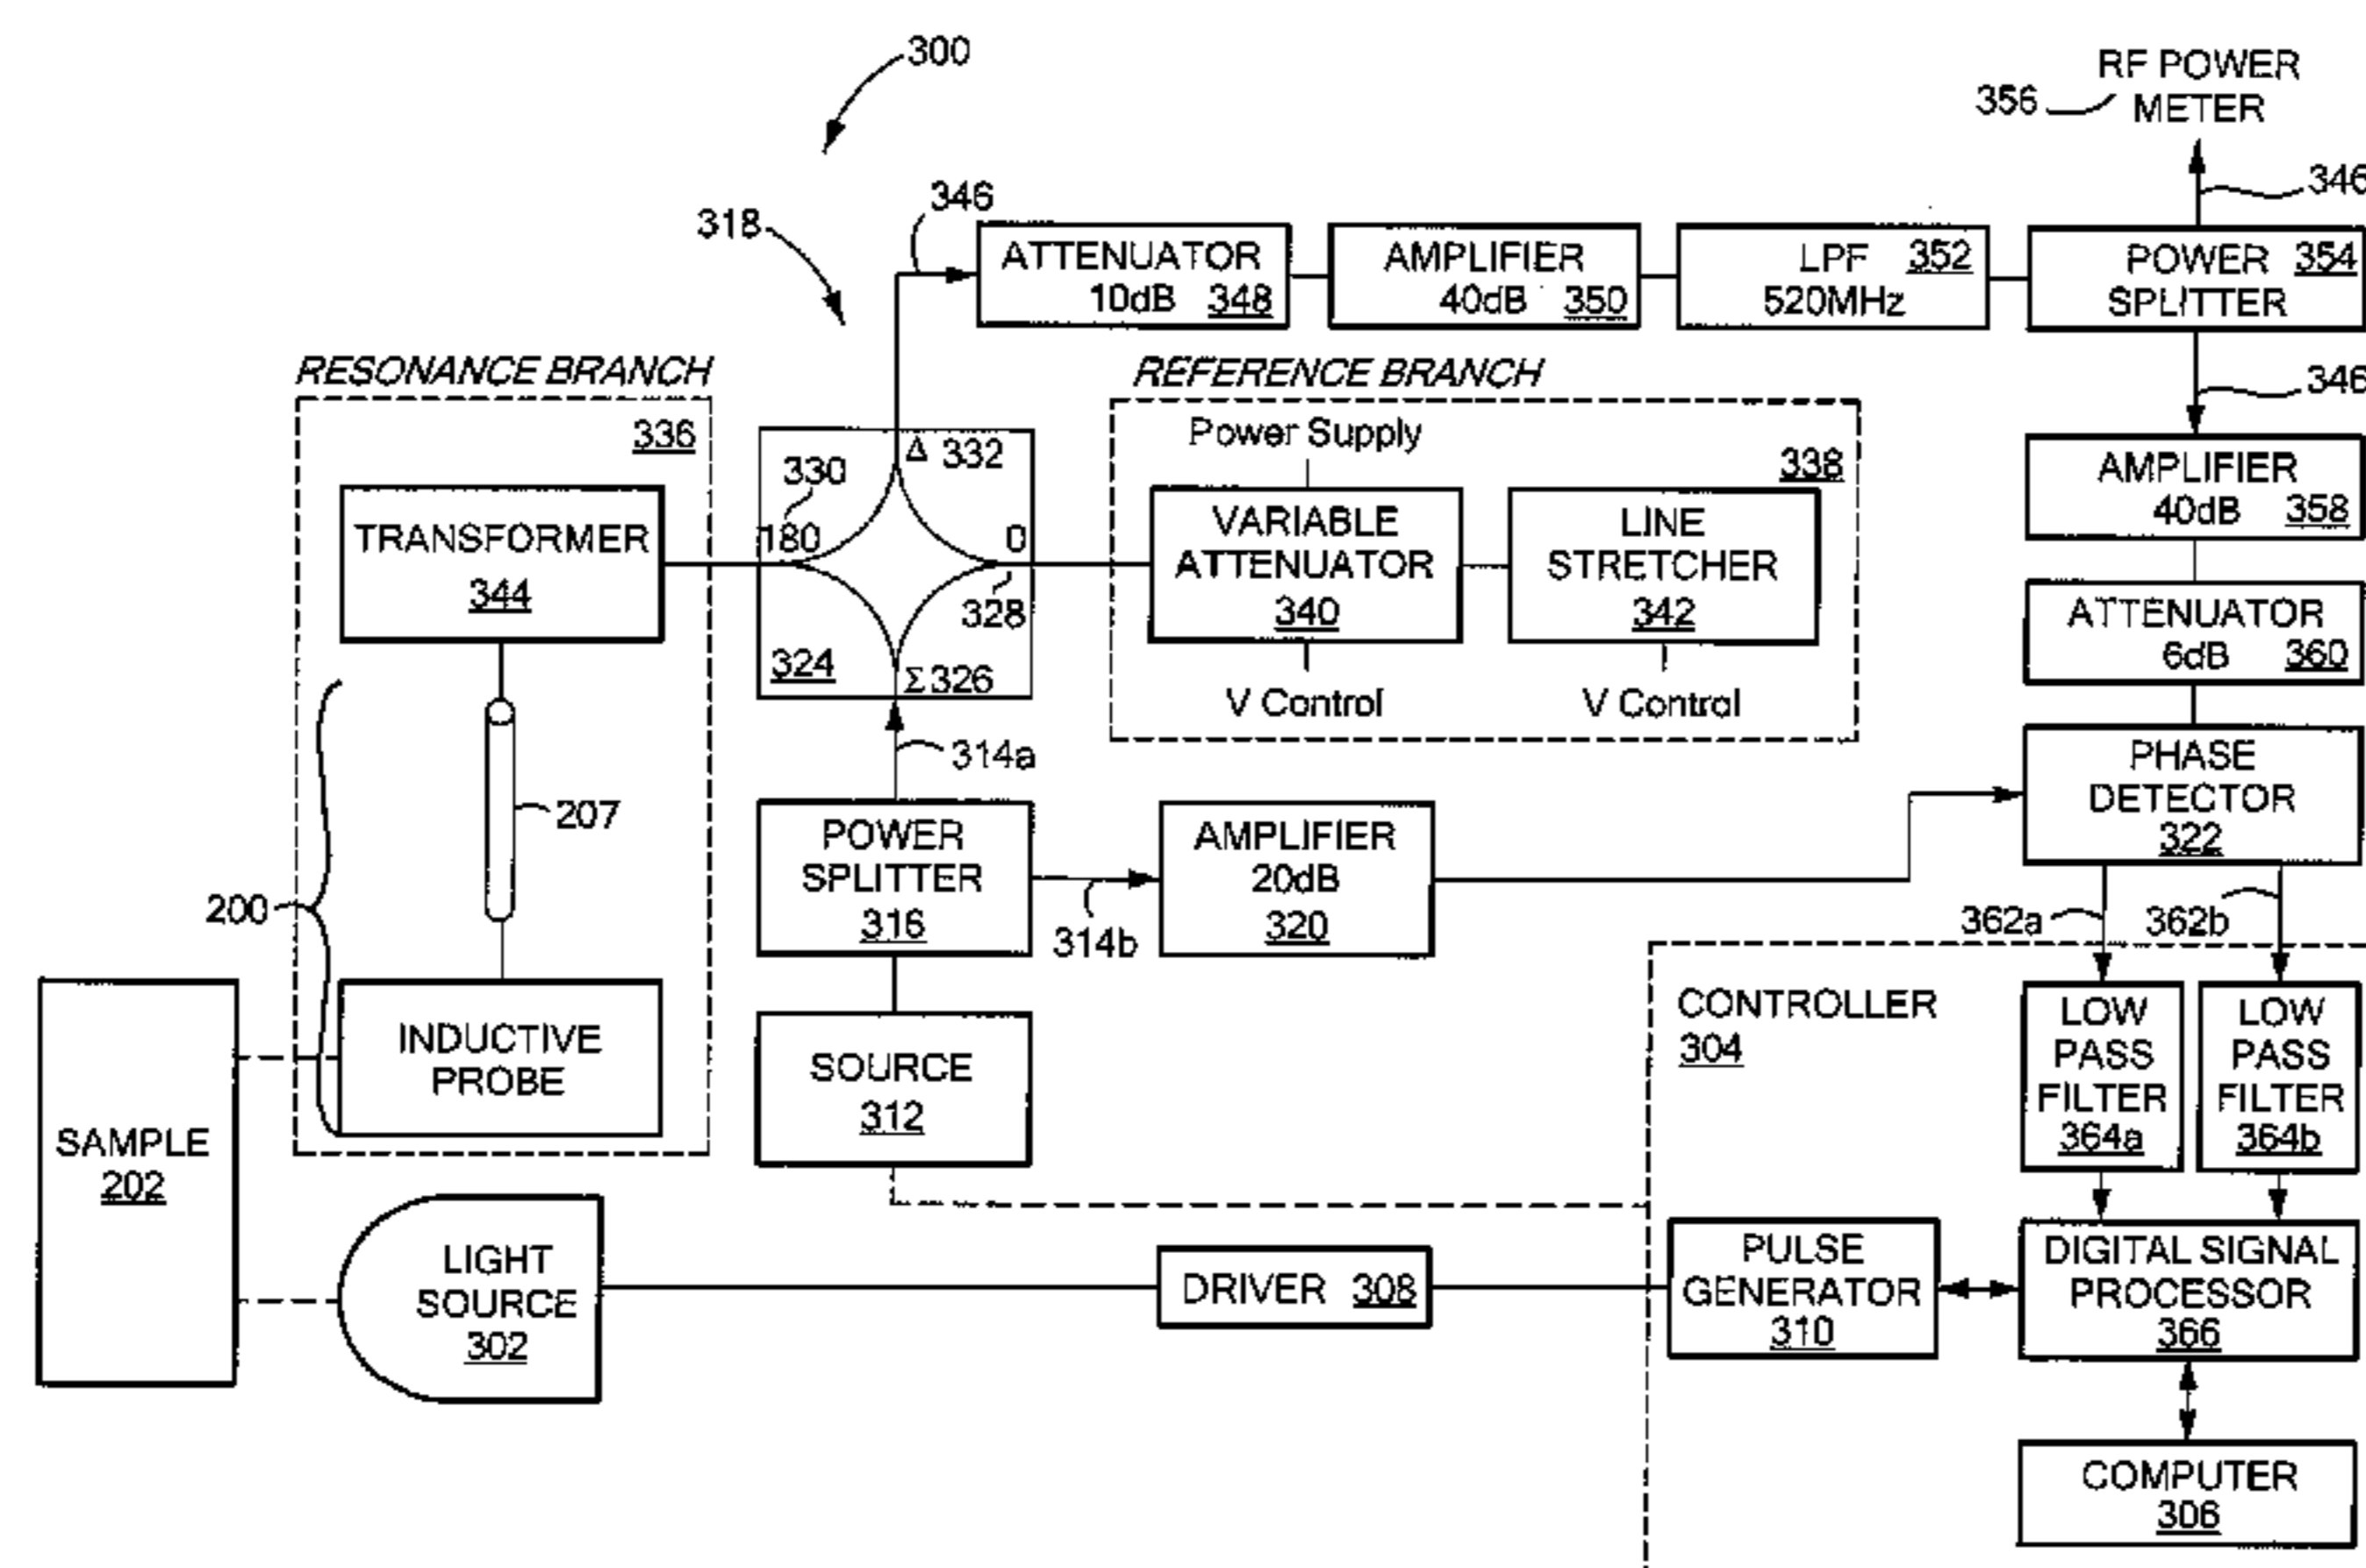 300
RF POWER
METER
356
346
346
318
ATTENUATOR
10dB 348
AMPLIFIER
40dB 350
LPF 352
520MHz
POWER 354
SPLITTER
346
RESONANCE BRANCH
336
TRANSFORMER
344
207
200
INDUCTIVE
PROBE
Δ 332
330
180
0
328
324
Σ 326
314a
REFERENCE BRANCH
Power Supply
338
VARIABLE
ATTENUATOR
340
LINE
STRETCHER
342
V Control
V Control
AMPLIFIER
40dB 358
ATTENUATOR
6dB 360
PHASE
DETECTOR
322
POWER
SPLITTER
316
314b
AMPLIFIER
20dB
320
362a
362b
SOURCE
312
CONTROLLER
304
LOW
PASS
FILTER
364a
LOW
PASS
FILTER
364b
SAMPLE
202
LIGHT
SOURCE
302
DRIVER 308
PULSE
GENERATOR
310
DIGITAL SIGNAL
PROCESSOR
366
COMPUTER
306